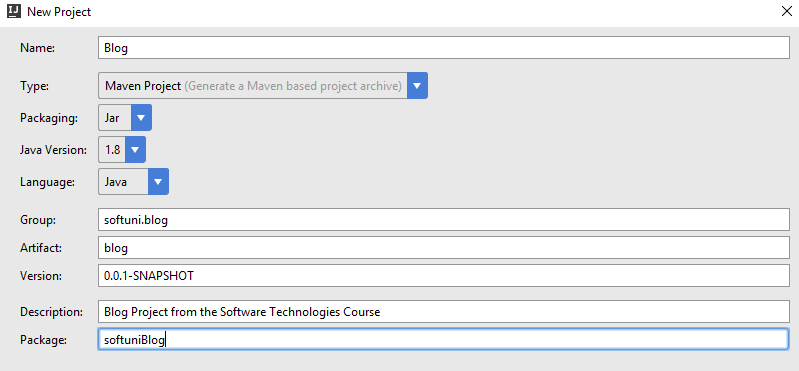 New Project
Name: Blog
Type: Maven Project (Generate a Maven based project archive)
Packaging: Jar
Java Version: 1.8
Language: Java
Group: softuni.blog
Artifact: blog
Version: 0.0.1-SNAPSHOT
Description: Blog Project from the Software Technologies Course
Package: softuniBlog